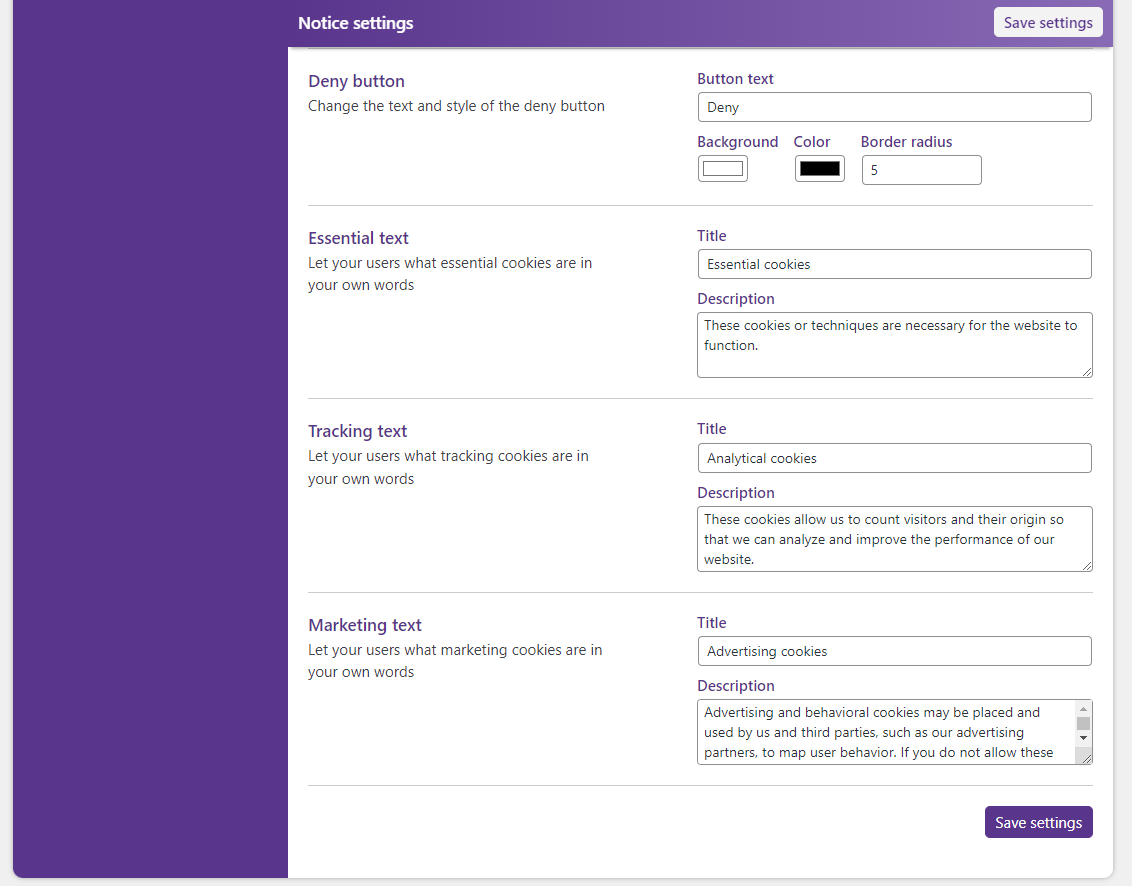 Notice settings
Save settings
Deny button
Change the text and style of the deny button
Button text
Deny
Background
Color
Border radius
5
Essential text
Let your users what essential cookies are in
your own words
Title
Essential cookies
Description
These cookies or techniques are necessary for the website to
function.
Tracking text
Let your users what tracking cookies are in
your own words
Title
Analytical cookies
Description
These cookies allow us to count visitors and their origin so
that we can analyze and improve the performance of our
website.
Marketing text
Let your users what marketing cookies are in
your own words
Title
Advertising cookies
Description
Advertising and behavioral cookies may be placed and
used by us and third parties, such as our advertising
partners, to map user behavior. If you do not allow these
Save settings